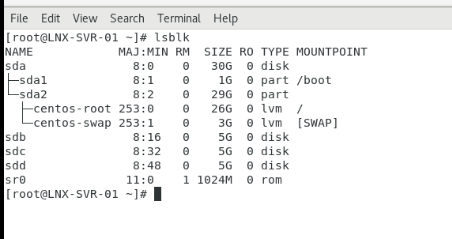 File Edit View Search Terminal Help
[root@LNX-SVR-01 ~]# lsblk
NAME            MAJ:MIN RM  SIZE RO TYPE MOUNTPOINT
sda               8:0    0   30G  0 disk
├─sda1            8:1    0    1G  0 part /boot
└─sda2            8:2    0   29G  0 part
  ├─centos-root 253:0    0   26G  0 lvm  /
  └─centos-swap 253:1    0    3G  0 lvm  [SWAP]
sdb               8:16   0    5G  0 disk
sdc               8:32   0    5G  0 disk
sdd               8:48   0    5G  0 disk
sr0              11:0    1 1024M  0 rom
[root@LNX-SVR-01 ~]#